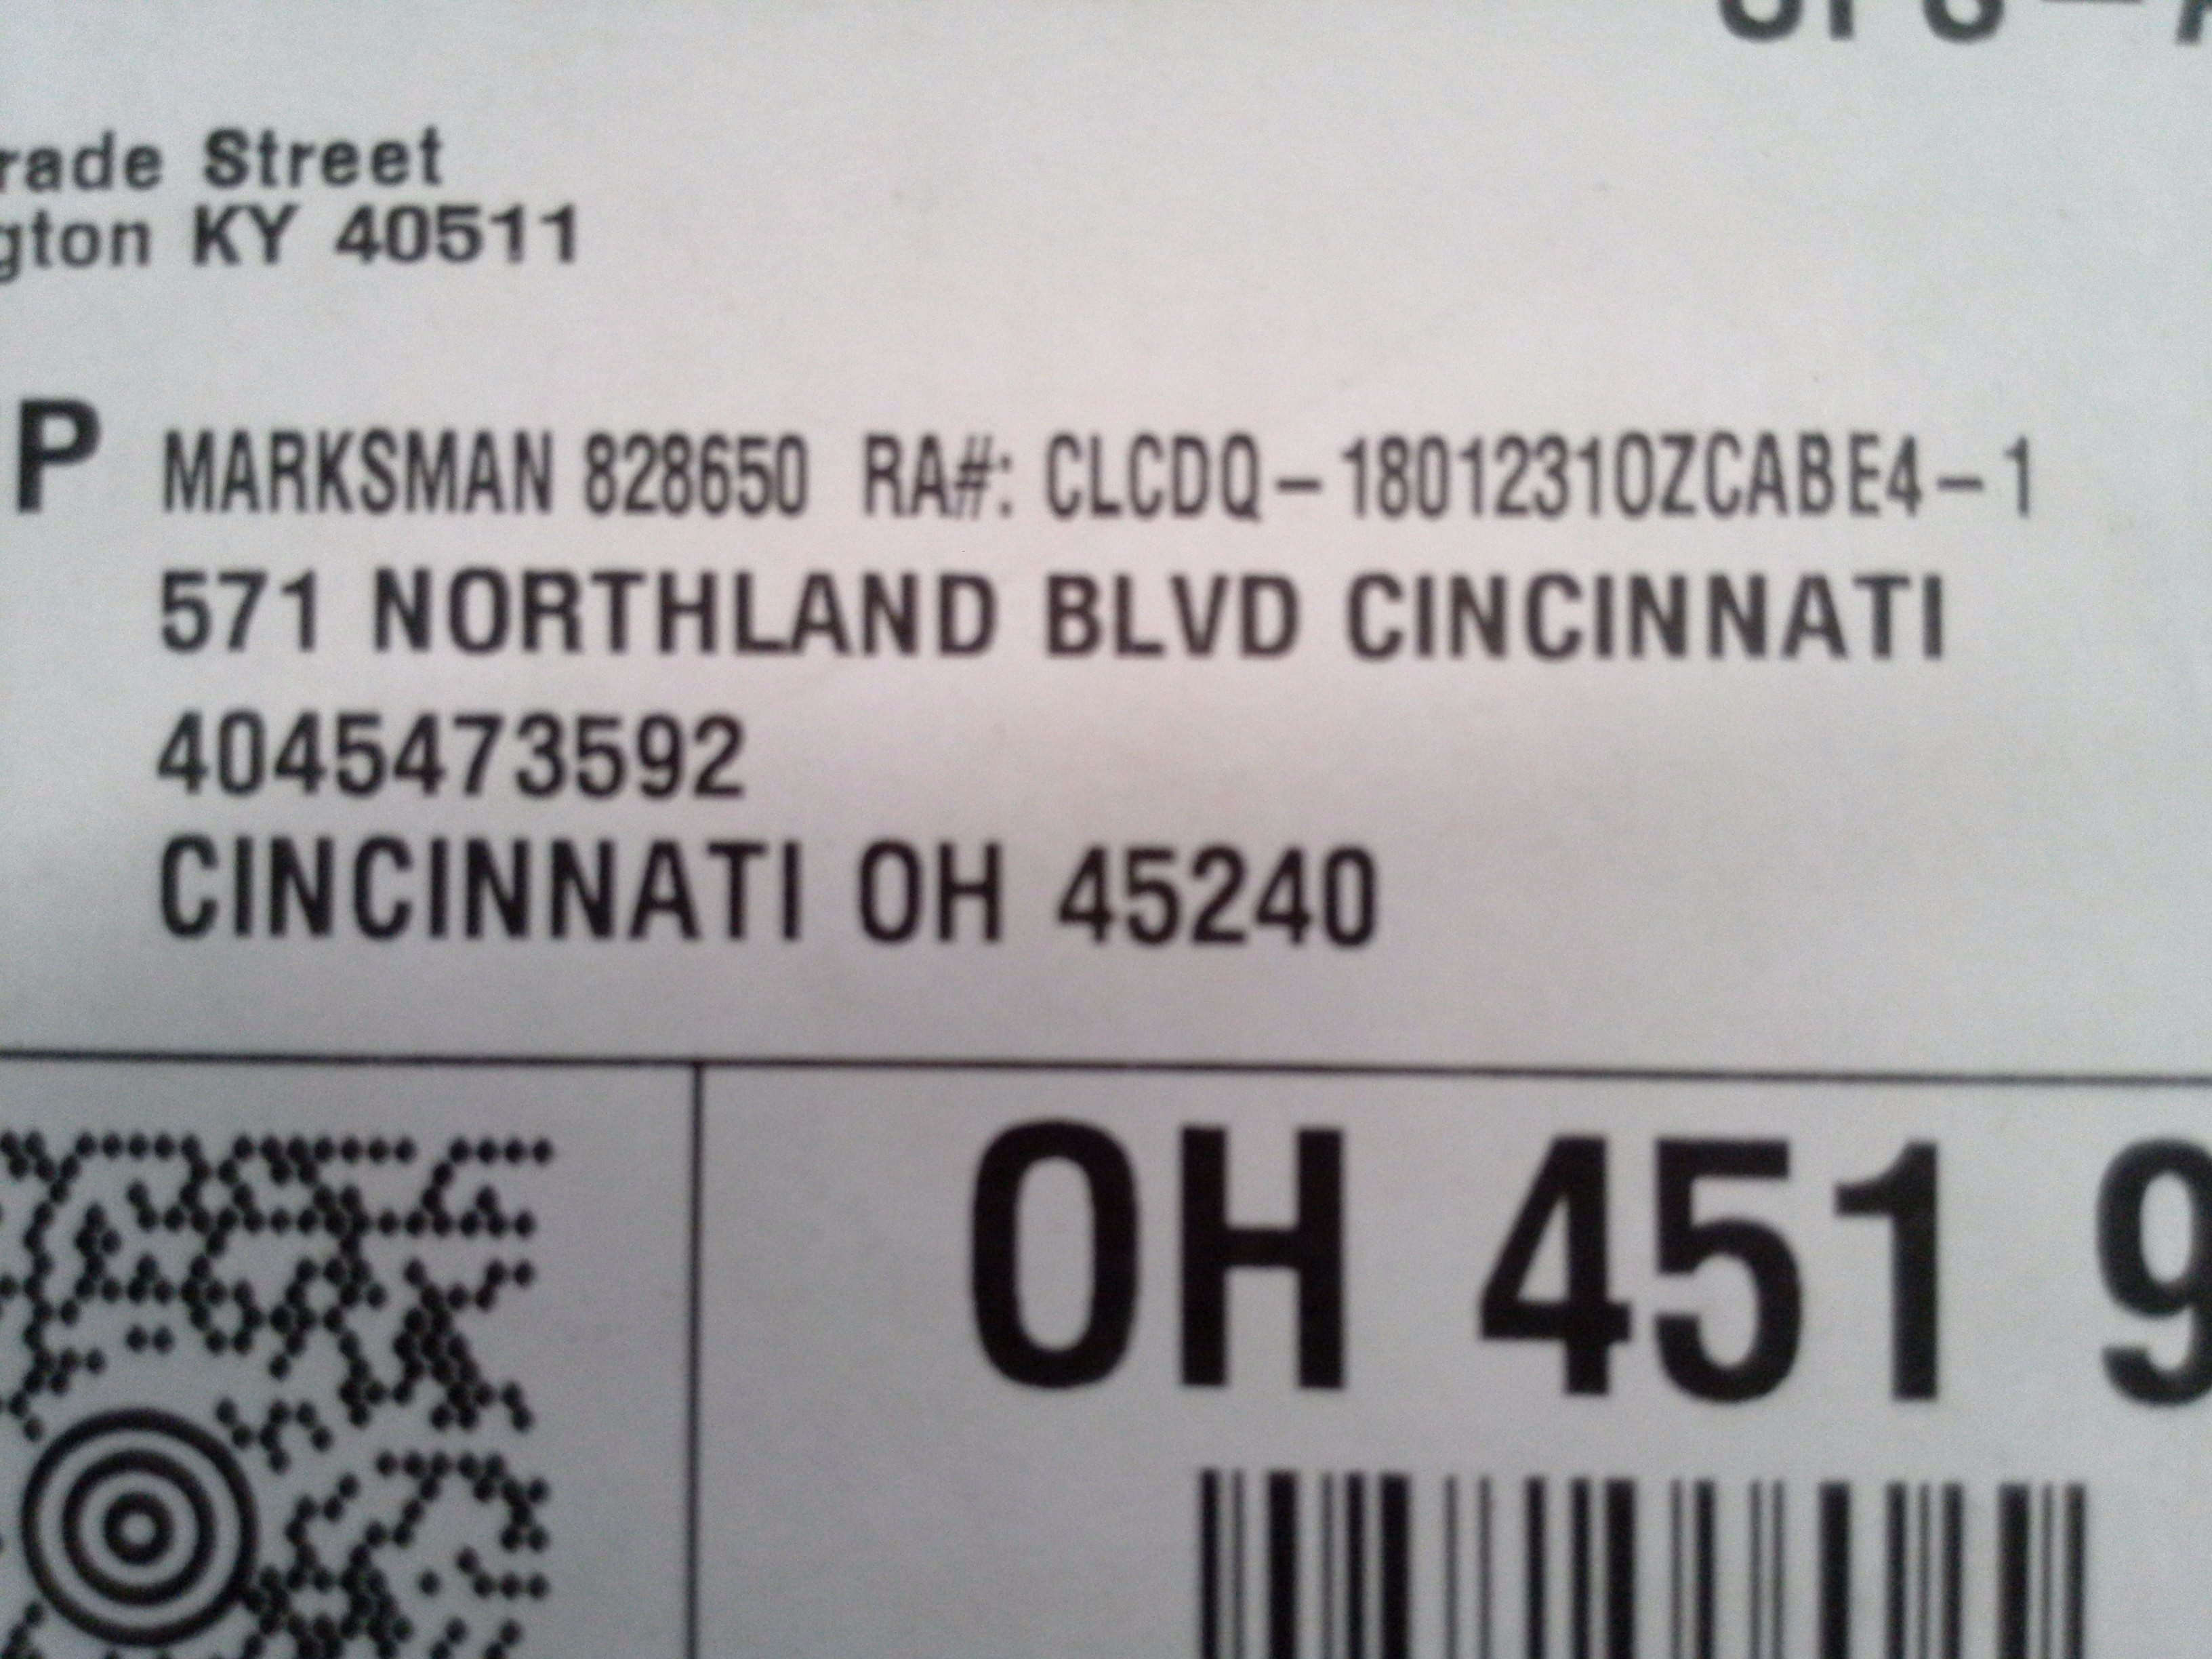 rade Street
gton KY 40511
P MARKSMAN 828650 RA#: CLCDQ-1801231OZCABE4-1
571 NORTHLAND BLVD CINCINNATI
4045473592
CINCINNATI OH 45240
OH 451 9